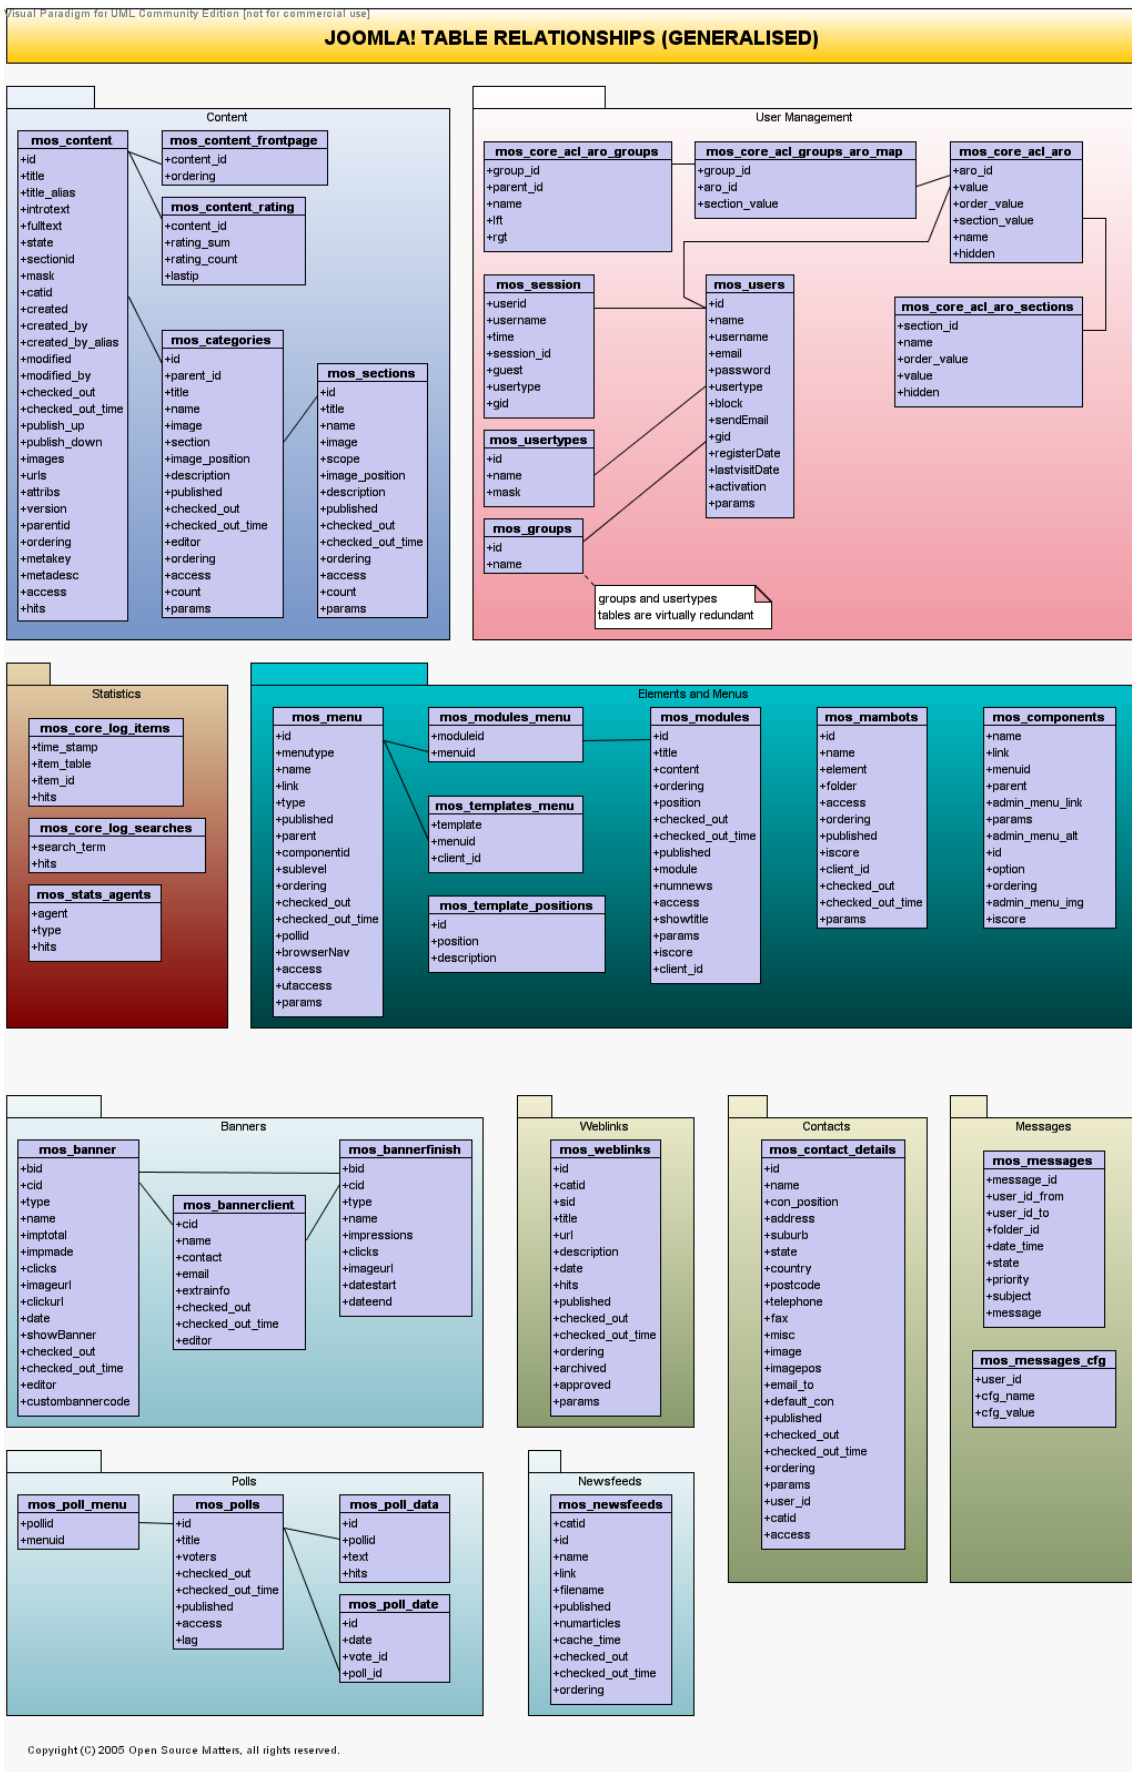 Visual Paradigm for UML Community Edition [not for commercial use]
JOOMLA! TABLE RELATIONSHIPS (GENERALISED)
Content
mos_content
+id
+title
+title_alias
+introtext
+fulltext
+state
+sectionid
+mask
+catid
+created
+created_by
+created_by_alias
+modified
+modified_by
+checked_out
+checked_out_time
+publish_up
+publish_down
+images
+urls
+attribs
+version
+parentid
+ordering
+metakey
+metadesc
+access
+hits
mos_content_frontpage
+content_id
+ordering
mos_content_rating
+content_id
+rating_sum
+rating_count
+lastip
mos_categories
+id
+parent_id
+title
+name
+image
+section
+image_position
+description
+published
+checked_out
+checked_out_time
+editor
+ordering
+access
+count
+params
mos_sections
+id
+title
+name
+image
+scope
+image_position
+description
+published
+checked_out
+checked_out_time
+ordering
+access
+count
+params
User Management
mos_core_acl_aro_groups
+group_id
+parent_id
+name
+lft
+rgt
mos_core_acl_groups_aro_map
+group_id
+aro_id
+section_value
mos_core_acl_aro
+aro_id
+value
+order_value
+section_value
+name
+hidden
mos_session
+userid
+username
+time
+session_id
+guest
+usertype
+gid
mos_users
+id
+name
+username
+email
+password
+usertype
+block
+sendEmail
+gid
+registerDate
+lastvisitDate
+activation
+params
mos_core_acl_aro_sections
+section_id
+name
+order_value
+value
+hidden
mos_usertypes
+id
+name
+mask
mos_groups
+id
+name
groups and usertypes
tables are virtually redundant
Statistics
mos_core_log_items
+time_stamp
+item_table
+item_id
+hits
mos_core_log_searches
+search_term
+hits
mos_stats_agents
+agent
+type
+hits
Elements and Menus
mos_menu
+id
+menutype
+name
+link
+type
+published
+parent
+componentid
+sublevel
+ordering
+checked_out
+checked_out_time
+pollid
+browserNav
+access
+utaccess
+params
mos_modules_menu
+moduleid
+menuid
mos_templates_menu
+template
+menuid
+client_id
mos_template_positions
+id
+position
+description
mos_modules
+id
+title
+content
+ordering
+position
+checked_out
+checked_out_time
+published
+module
+numnews
+access
+showtitle
+params
+iscore
+client_id
mos_mambots
+id
+name
+element
+folder
+access
+ordering
+published
+iscore
+client_id
+checked_out
+checked_out_time
+params
mos_components
+name
+link
+menuid
+parent
+admin_menu_link
+params
+admin_menu_alt
+id
+option
+ordering
+admin_menu_img
+iscore
Banners
mos_banner
+bid
+cid
+type
+name
+imptotal
+impmade
+clicks
+imageurl
+clickurl
+date
+showBanner
+checked_out
+checked_out_time
+editor
+custombannercode
mos_bannerclient
+cid
+name
+contact
+email
+extrainfo
+checked_out
+checked_out_time
+editor
mos_bannerfinish
+bid
+cid
+type
+name
+impressions
+clicks
+imageurl
+datestart
+dateend
Weblinks
mos_weblinks
+id
+catid
+sid
+title
+url
+description
+date
+hits
+published
+checked_out
+checked_out_time
+ordering
+archived
+approved
+params
Contacts
mos_contact_details
+id
+name
+con_position
+address
+suburb
+state
+country
+postcode
+telephone
+fax
+misc
+image
+imagepos
+email_to
+default_con
+published
+checked_out
+checked_out_time
+ordering
+params
+user_id
+catid
+access
Messages
mos_messages
+message_id
+user_id_from
+user_id_to
+folder_id
+date_time
+state
+priority
+subject
+message
mos_messages_cfg
+user_id
+cfg_name
+cfg_value
Polls
mos_poll_menu
+pollid
+menuid
mos_polls
+id
+title
+voters
+checked_out
+checked_out_time
+published
+access
+lag
mos_poll_data
+id
+pollid
+text
+hits
mos_poll_date
+id
+date
+vote_id
+poll_id
Newsfeeds
mos_newsfeeds
+catid
+id
+name
+link
+filename
+published
+numarticles
+cache_time
+checked_out
+checked_out_time
+ordering
Copyright (C) 2005 Open Source Matters, all rights reserved.